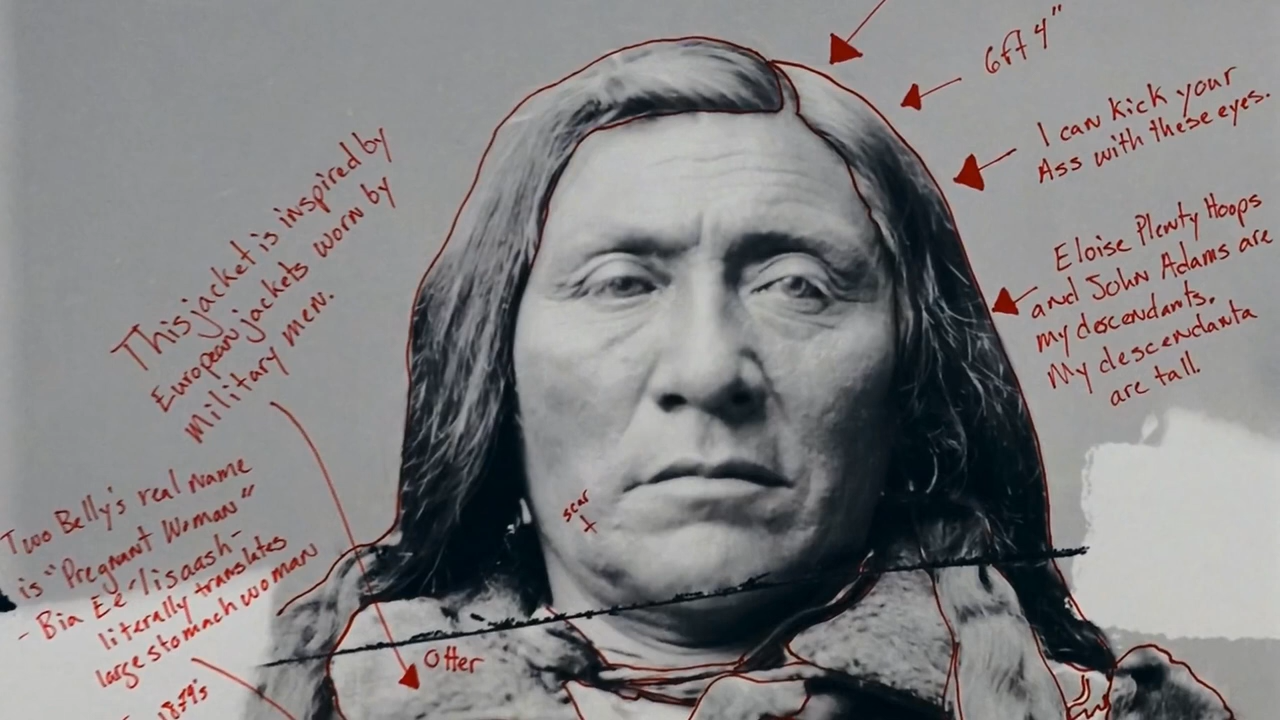 6ft 4"
I can kick your
Ass with these eyes.
Eloise Plenty Hoops
and John Adams are
my descendants.
My descendanta
are tall.
This jacket is inspired by
European jackets worn by
Military men.
Two Belly's real name
is "Pregnant Woman"
- Bia Ee-lisaash-
literally translates
large stomach woman
1879's
scar
Otter